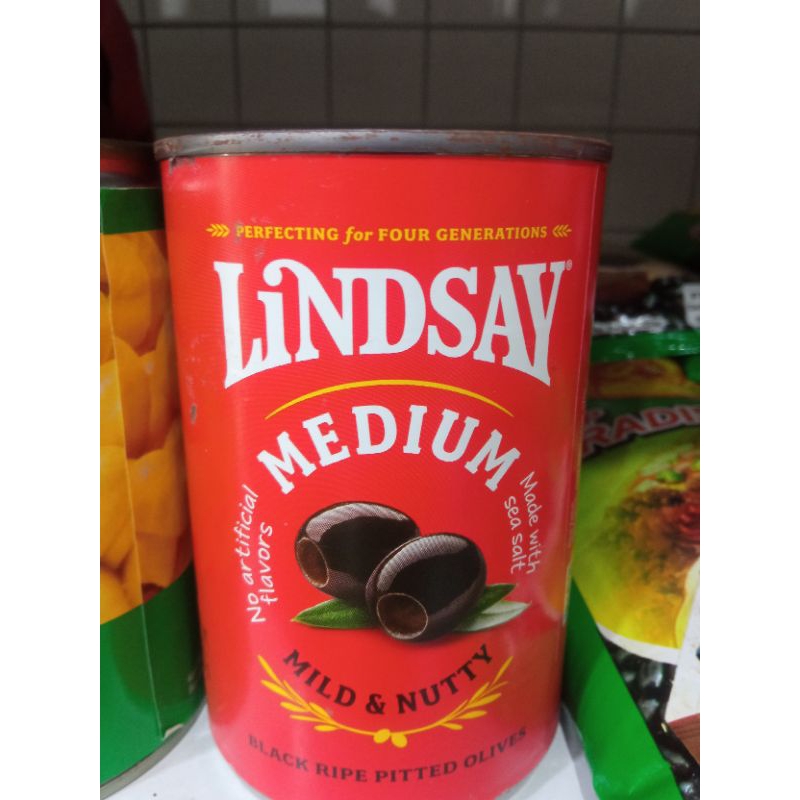 PERFECTING for FOUR GENERATIONS
LiNDSAY®
MEDIUM
No artificial
flavors
Made with
sea salt
MILD & NUTTY
BLACK RIPE PITTED OLIVES